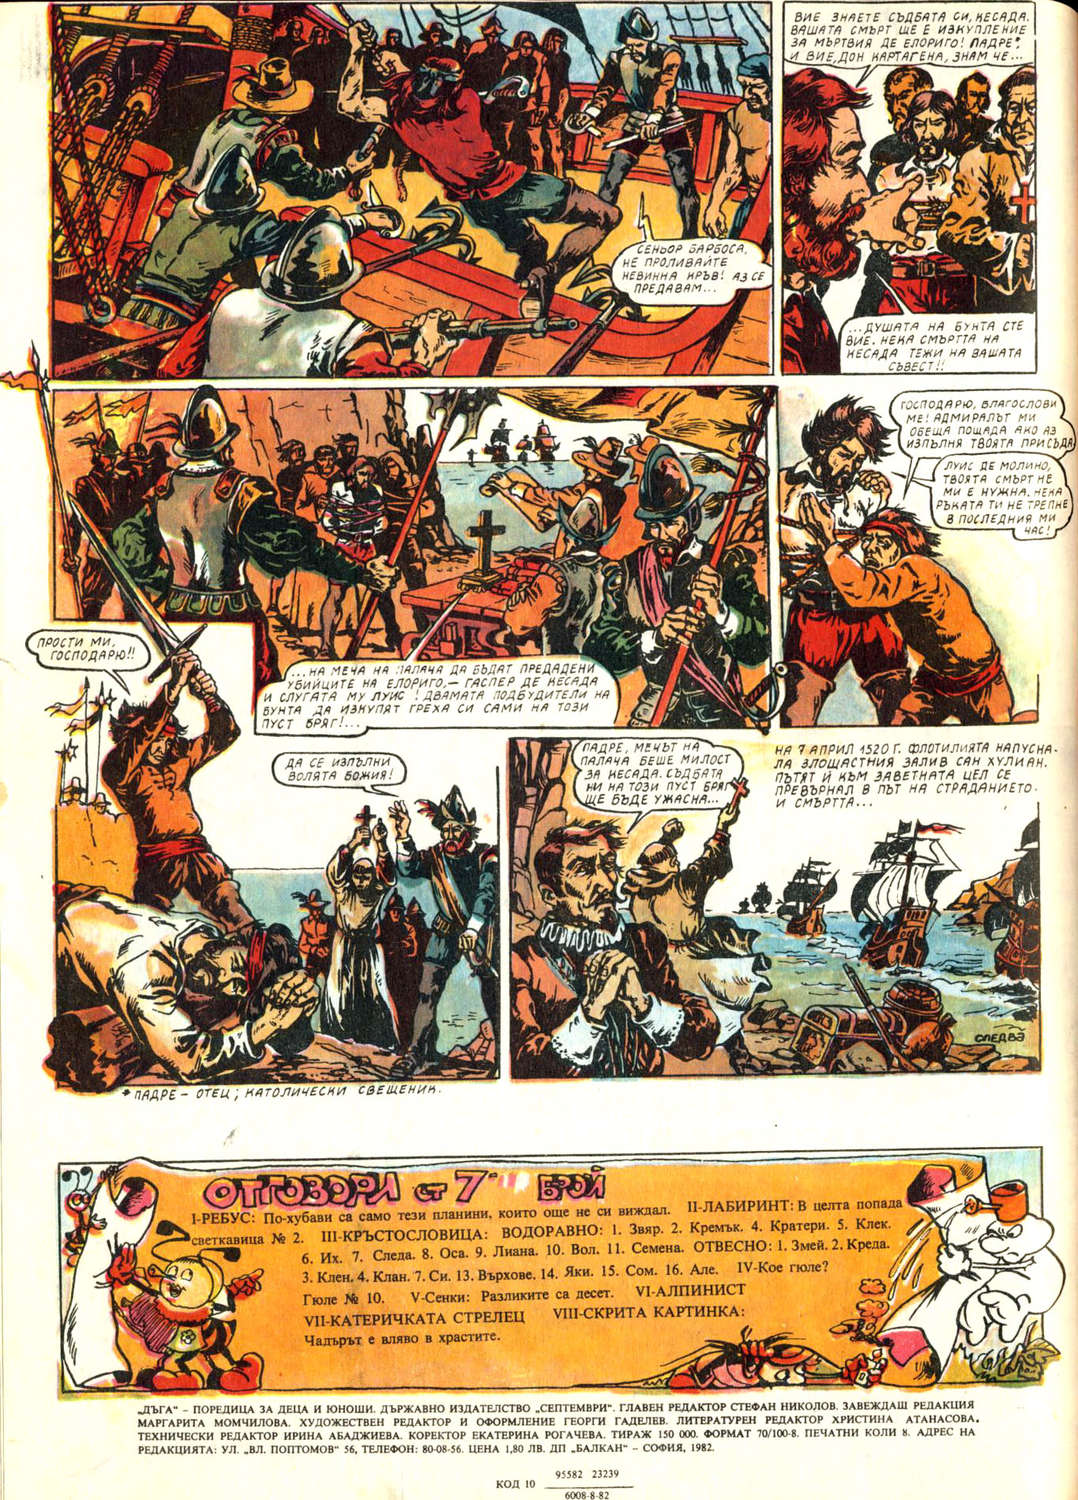 СЕНЬОР БАРБОСА,
НЕ ПРОЛИВАЙТЕ
НЕВИННА КРЪВ! АЗ СЕ
ПРЕДАВАМ...
ВИЕ ЗНАЕТЕ СЪДБАТА СИ, КЕСАДА.
ВАШАТА СМЪРТ ЩЕ Е ИЗКУПЛЕНИЕ
ЗА МЪРТВИЯ ДЕ ЕЛОРИГО! ПАДРЕ*,
И ВИЕ, ДОН КАРТАГЕНА, ЗНАМ ЧЕ...
...ДУШАТА НА БУНТА СТЕ
ВИЕ. НЕКА СМЪРТТА НА
КЕСАДА ТЕЖИ НА ВАШАТА
СЪВЕСТ!!
...НА МЕЧА НА ПАЛАЧА ДА БЪДАТ ПРЕДАДЕНИ
УБИЙЦИТЕ НА ЕЛОРИГО, – ГАСПЕР ДЕ КЕСАДА
И СЛУГАТА МУ ЛУИС! ДВАМАТА ПОДБУДИТЕЛИ НА
БУНТА ДА ИЗКУПЯТ ГРЕХА СИ САМИ НА ТОЗИ
ПУСТ БРЯГ!...
ГОСПОДАРЮ, БЛАГОСЛОВИ
МЕ! АДМИРАЛЪТ МИ
ОБЕЩА ПОЩАДА АКО АЗ
ИЗПЪЛНЯ ТВОЯТА ПРИСЪДА
ЛУИС ДЕ МОЛИНО,
ТВОЯТА СМЪРТ НЕ
МИ Е НУЖНА. НЕКА
РЪКАТА ТИ НЕ ТРЕПНЕ
В ПОСЛЕДНИЯ МИ
ЧАС!
ПРОСТИ МИ,
ГОСПОДАРЮ!!
ДА СЕ ИЗПЪЛНИ
ВОЛЯТА БОЖИЯ!
ПАДРЕ, МЕЧЪТ НА
ПАЛАЧА БЕШЕ МИЛОСТ
ЗА КЕСАДА. СЪДБАТА
НИ НА ТОЗИ ПУСТ БРЯГ
ЩЕ БЪДЕ УЖАСНА...
НА 7 АПРИЛ 1520 Г. ФЛОТИЛИЯТА НАПУСНА-
ЛА ЗЛОЩАСТНИЯ ЗАЛИВ САН ХУЛИАН.
ПЪТЯТ Й КЪМ ЗАВЕТНАТА ЦЕЛ СЕ
ПРЕВЪРНАЛ В ПЪТ НА СТРАДАНИЕТО
И СМЪРТТА...
СЛЕДВА
* ПАДРЕ – ОТЕЦ; КАТОЛИЧЕСКИ СВЕЩЕНИК.
ОТГОВОРИ ОТ 7 БРОЙ
I-РЕБУС: По-хубави са само тези планини, които още не си виждал. II-ЛАБИРИНТ: В целта попада
светкавица № 2. III-КРЪСТОСЛОВИЦА: ВОДОРАВНО: 1. Звяр. 2. Кремък. 4. Кратери. 5. Клек.
6. Их. 7. Следа. 8. Оса. 9. Лиана. 10. Вол. 11. Семена. ОТВЕСНО: 1. Змей. 2. Креда.
3. Клен. 4. Клан. 7. Си. 13. Върхове. 14. Яки. 15. Сом. 16. Але. IV-Кое гюле?
Гюле № 10. V-Сенки: Разликите са десет. VI-АЛПИНИСТ
VII-КАТЕРИЧКАТА СТРЕЛЕЦ VIII-СКРИТА КАРТИНКА:
Чадърът е вляво в храстите.
„ДЪГА“ – ПОРЕДИЦА ЗА ДЕЦА И ЮНОШИ. ДЪРЖАВНО ИЗДАТЕЛСТВО „СЕПТЕМВРИ“. ГЛАВЕН РЕДАКТОР СТЕФАН НИКОЛОВ. ЗАВЕЖДАЩ РЕДАКЦИЯ
МАРГАРИТА МОМЧИЛОВА. ХУДОЖЕСТВЕН РЕДАКТОР И ОФОРМЛЕНИЕ ГЕОРГИ ГАДЕЛЕВ. ЛИТЕРАТУРЕН РЕДАКТОР ХРИСТИНА АТАНАСОВА.
ТЕХНИЧЕСКИ РЕДАКТОР ИРИНА АБАДЖИЕВА. КОРЕКТОР ЕКАТЕРИНА РОГАЧЕВА. ТИРАЖ 150 000. ФОРМАТ 70/100-8. ПЕЧАТНИ КОЛИ 8. АДРЕС НА
РЕДАКЦИЯТА: УЛ. „ВЛ. ПОПТОМОВ“ 56, ТЕЛЕФОН: 80-08-56. ЦЕНА 1,80 ЛВ. ДП „БАЛКАН“ – СОФИЯ, 1982.
КОД 10 95582 23239
6008-8-82